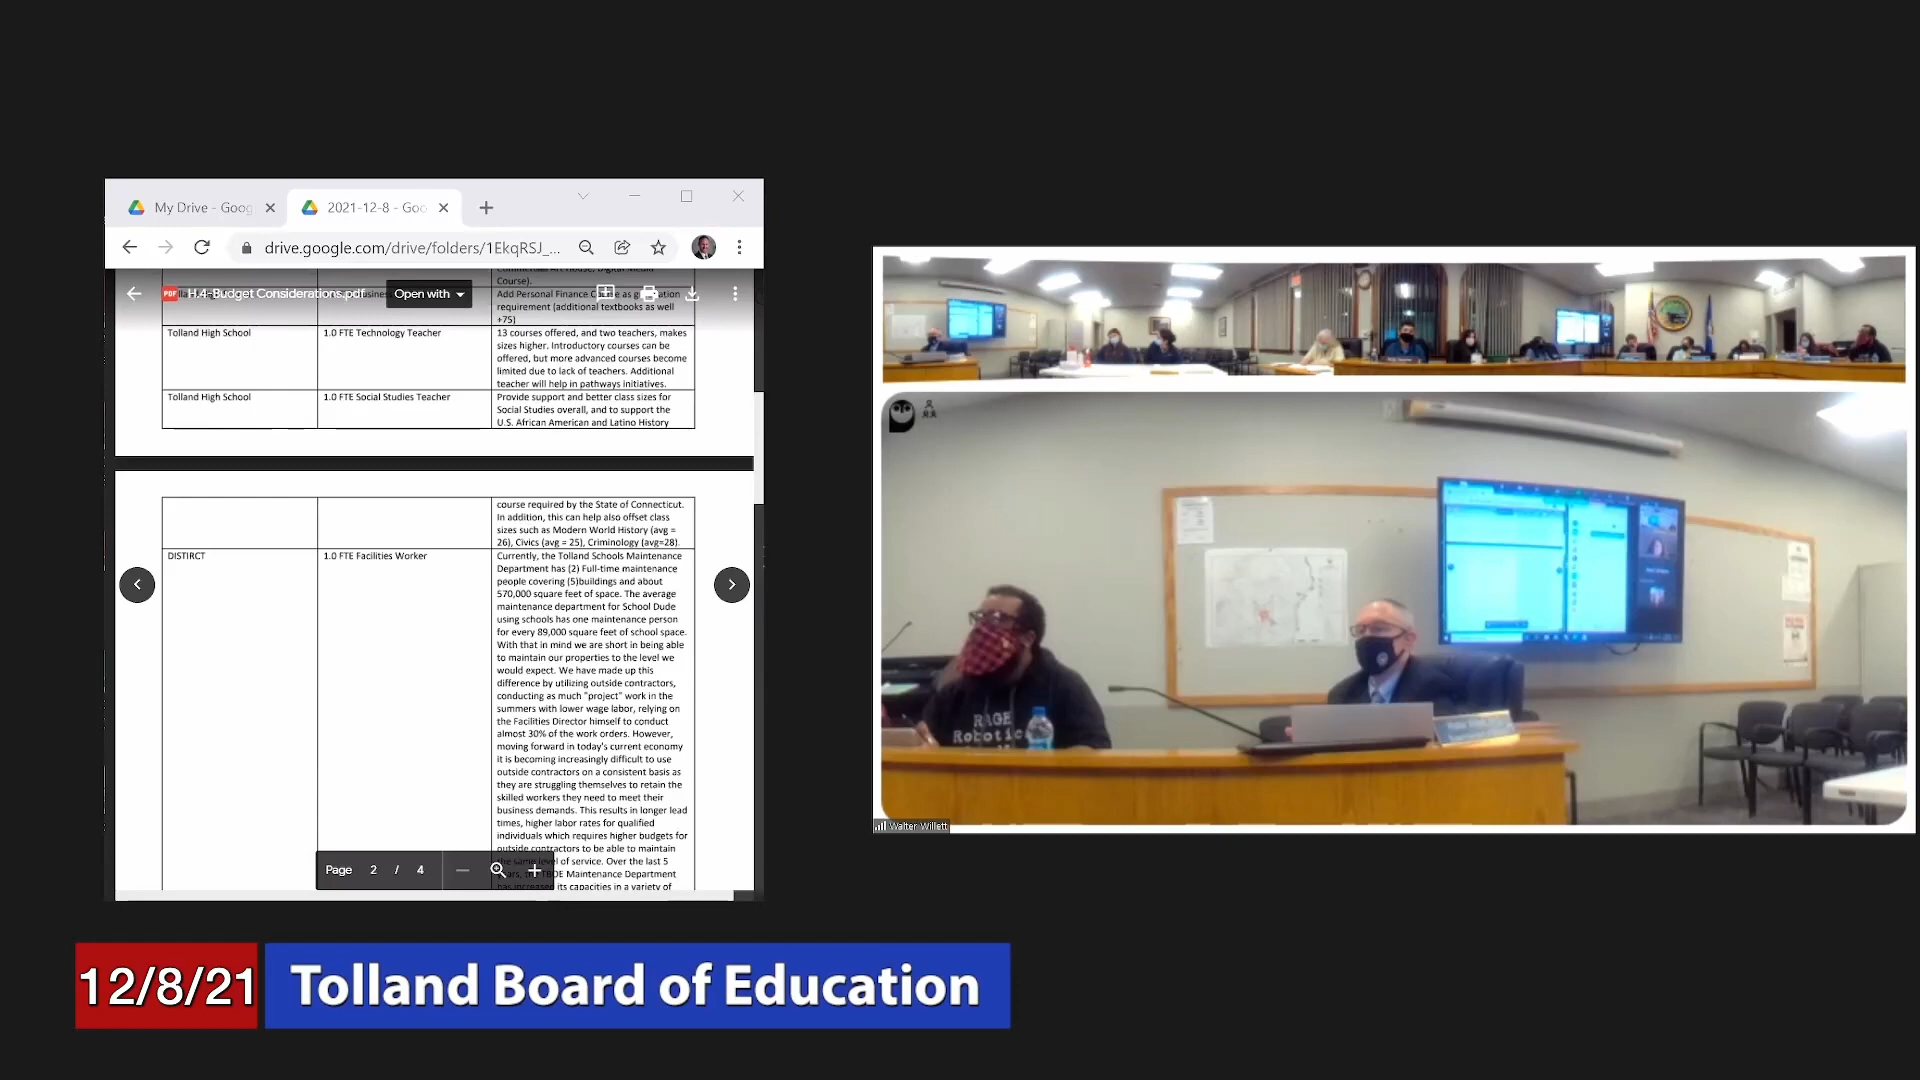 My Drive - Goog
2021-12-8 - Goo
drive.google.com/drive/folders/1EkqRSJ_...
PDF H.4-Budget Considerations.pdf
Open with
Course).
Add Personal Finance
requirement (additional textbooks as well
+75)
Tolland High School
1.0 FTE Technology Teacher
13 courses offered, and two teachers, makes
sizes higher. Introductory courses can be
offered, but more advanced courses become
limited due to lack of teachers. Additional
teacher will help in pathways initiatives.
Tolland High School
1.0 FTE Social Studies Teacher
Provide support and better class sizes for
Social Studies overall, and to support the
U.S. African American and Latino History
course required by the State of Connecticut.
In addition, this can help also offset class
sizes such as Modern World History (avg =
26), Civics (avg = 25), Criminology (avg=28).
DISTIRCT
1.0 FTE Facilities Worker
Currently, the Tolland Schools Maintenance
Department has (2) Full-time maintenance
people covering (5)buildings and about
570,000 square feet of space. The average
maintenance department for School Dude
using schools has one maintenance person
for every 89,000 square feet of school space.
With that in mind we are short in being able
to maintain our properties to the level we
would expect. We have made up this
difference by utilizing outside contractors,
conducting as much "project" work in the
summers with lower wage labor, relying on
the Facilities Director himself to conduct
almost 30% of the work orders. However,
moving forward in today's current economy
it is becoming increasingly difficult to use
outside contractors on a consistent basis as
they are struggling themselves to retain the
skilled workers they need to meet their
business demands. This results in longer lead
times, higher labor rates for qualified
individuals which requires higher budgets for
outside contractors to be able to maintain
the same level of service. Over the last 5
years, the TBOE Maintenance Department
has increased its capacities in a variety of
Page 2 / 4
RAGE
Robotic
Walter Willett
12/8/21
Tolland Board of Education